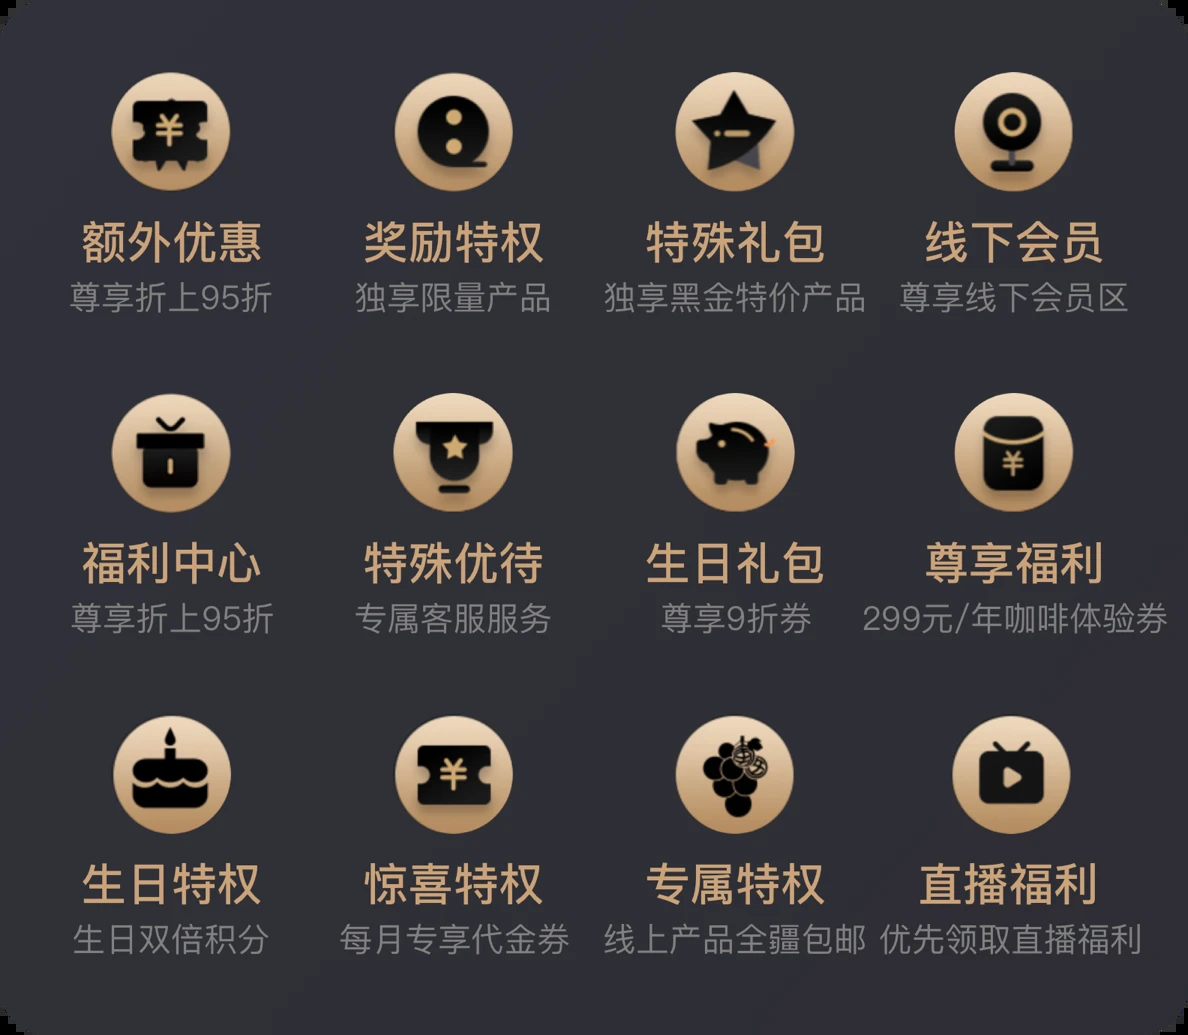 额外优惠 奖励特权 特殊礼包 线下会员
尊享折上95折 独享限量产品 独享黑金特价产品 尊享线下会员区
福利中心 特殊优待 生日礼包 尊享福利
尊享折上95折 专属客服服务 尊享9折券 299元/年咖啡体验券
生日特权 惊喜特权 专属特权 直播福利
生日双倍积分 每月专享代金券 线上产品全疆包邮 优先领取直播福利